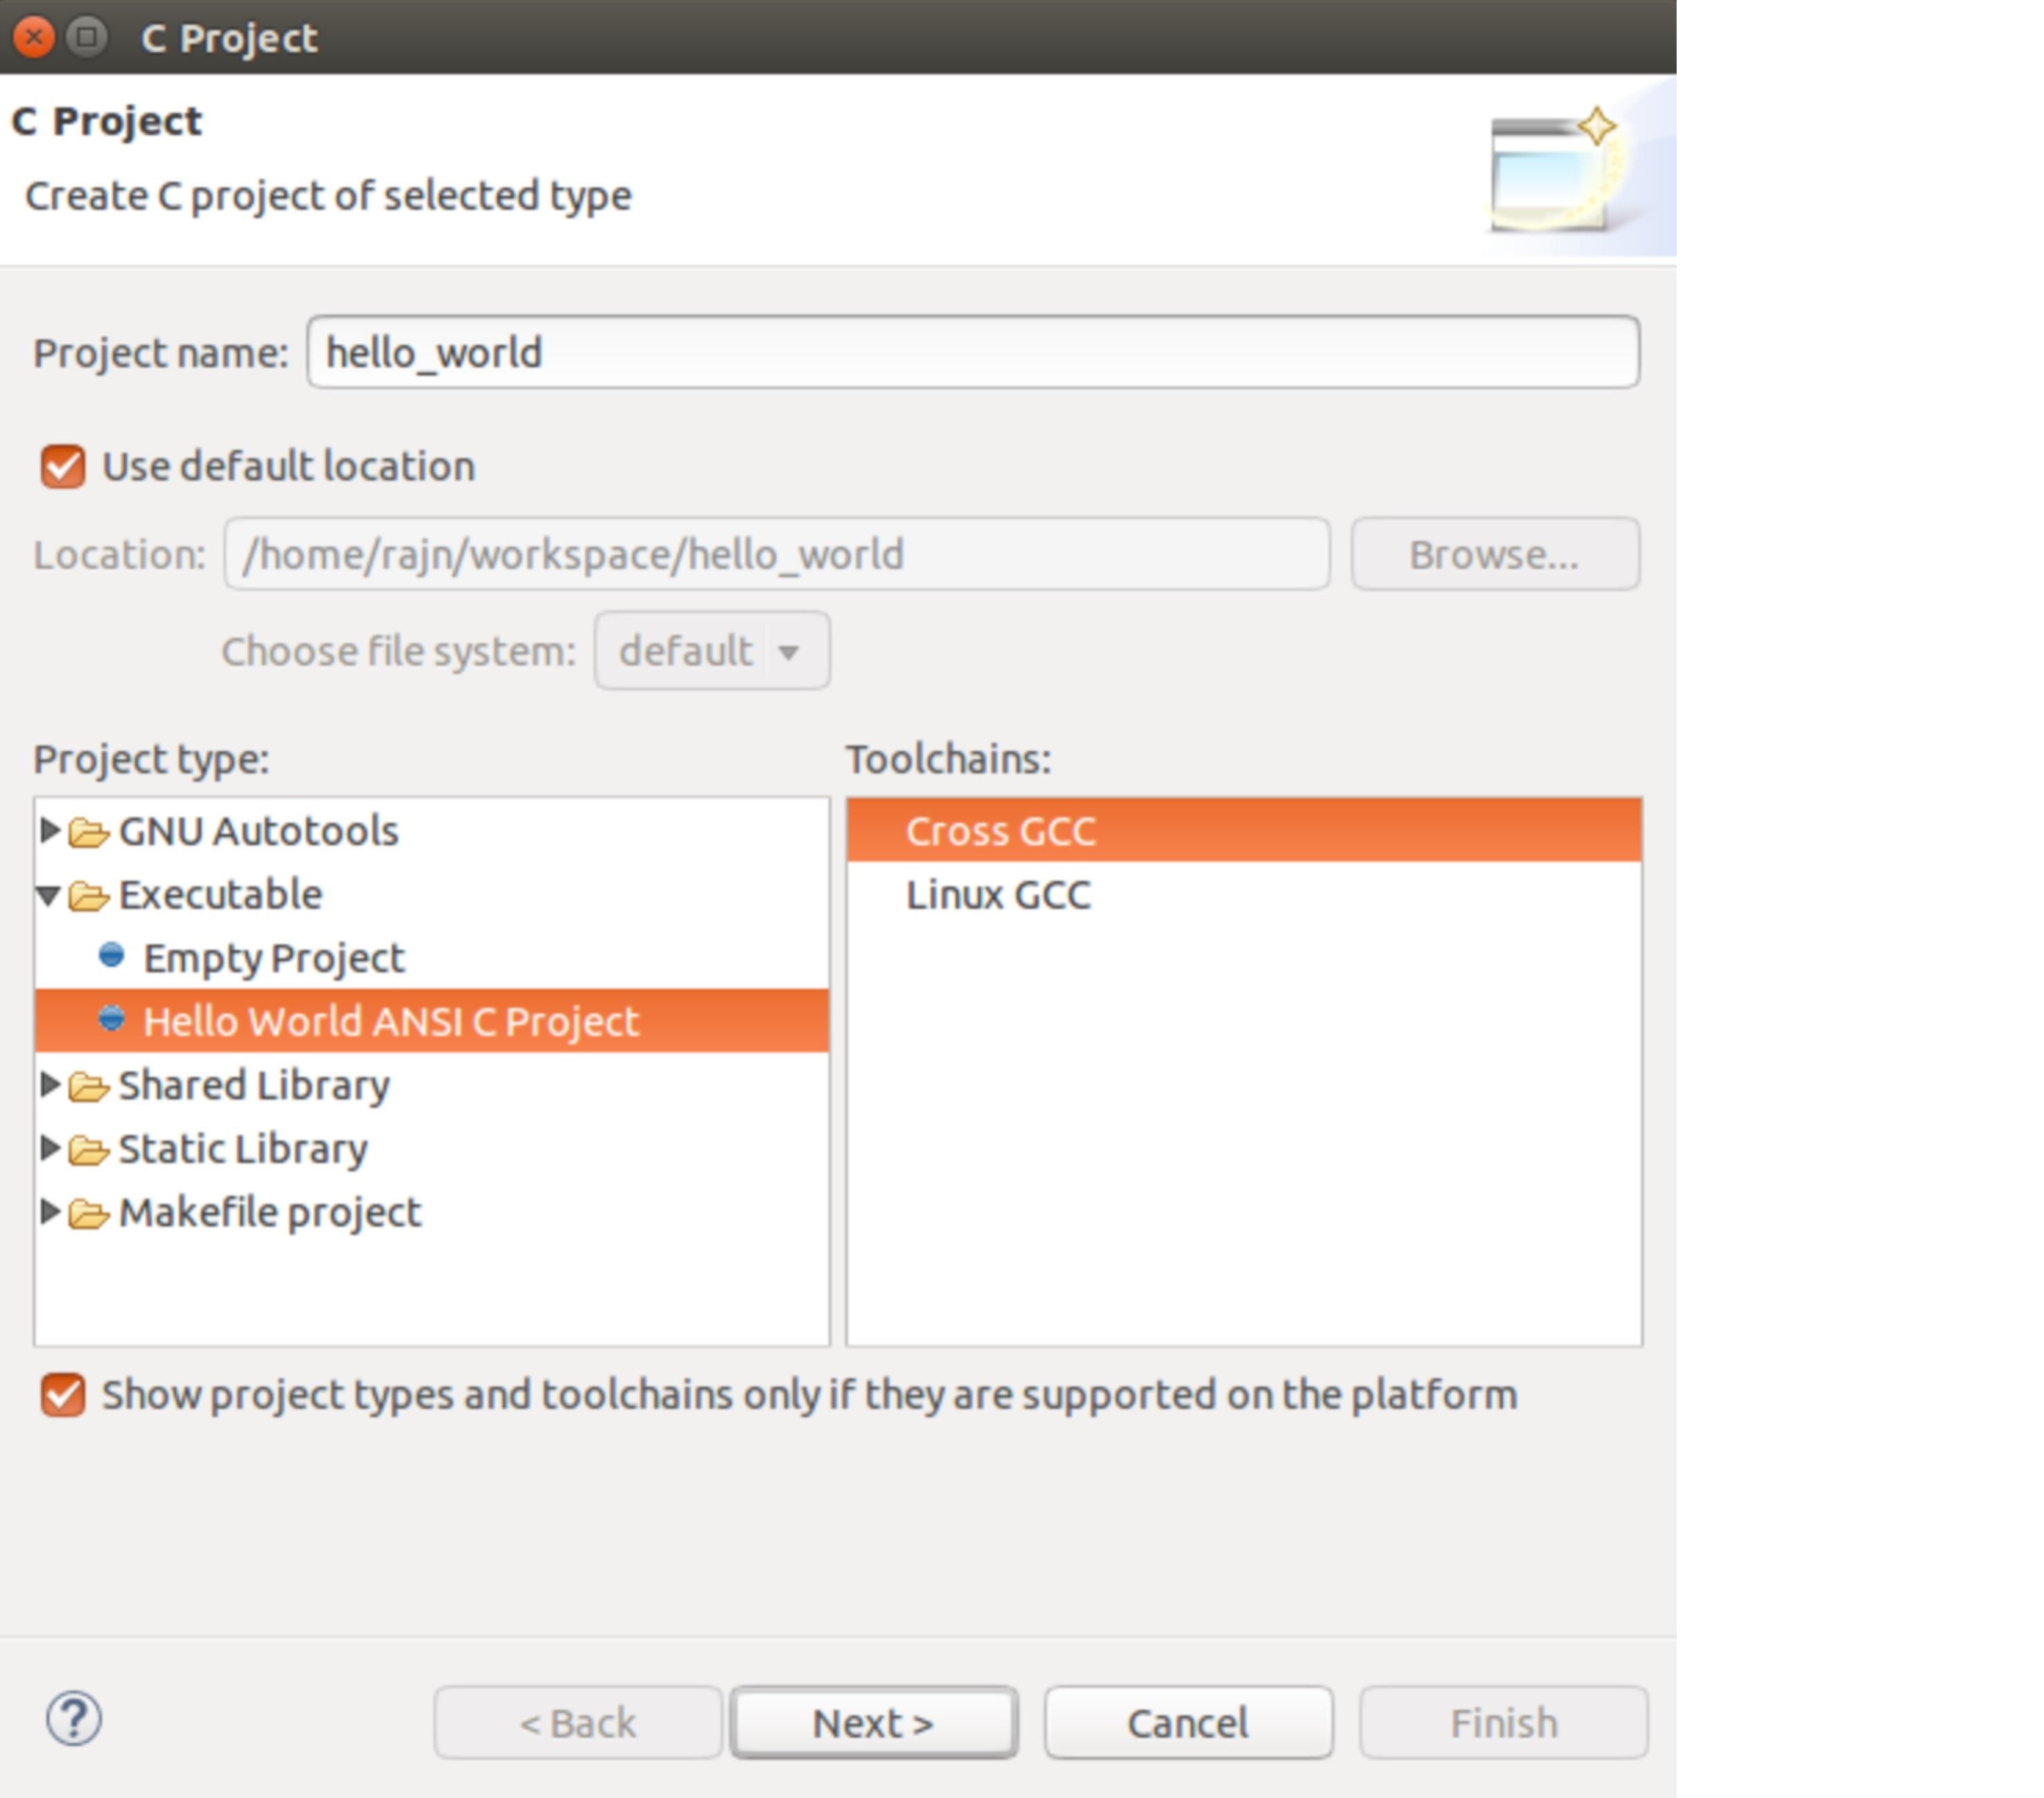 C Project
C Project
Create C project of selected type
Project name: hello_world
Use default location
Location: /home/rajn/workspace/hello_world Browse...
Choose file system: default
Project type: Toolchains:
GNU Autotools Cross GCC
Executable Linux GCC
Empty Project
Hello World ANSI C Project
Shared Library
Static Library
Makefile project
Show project types and toolchains only if they are supported on the platform
? < Back Next > Cancel Finish